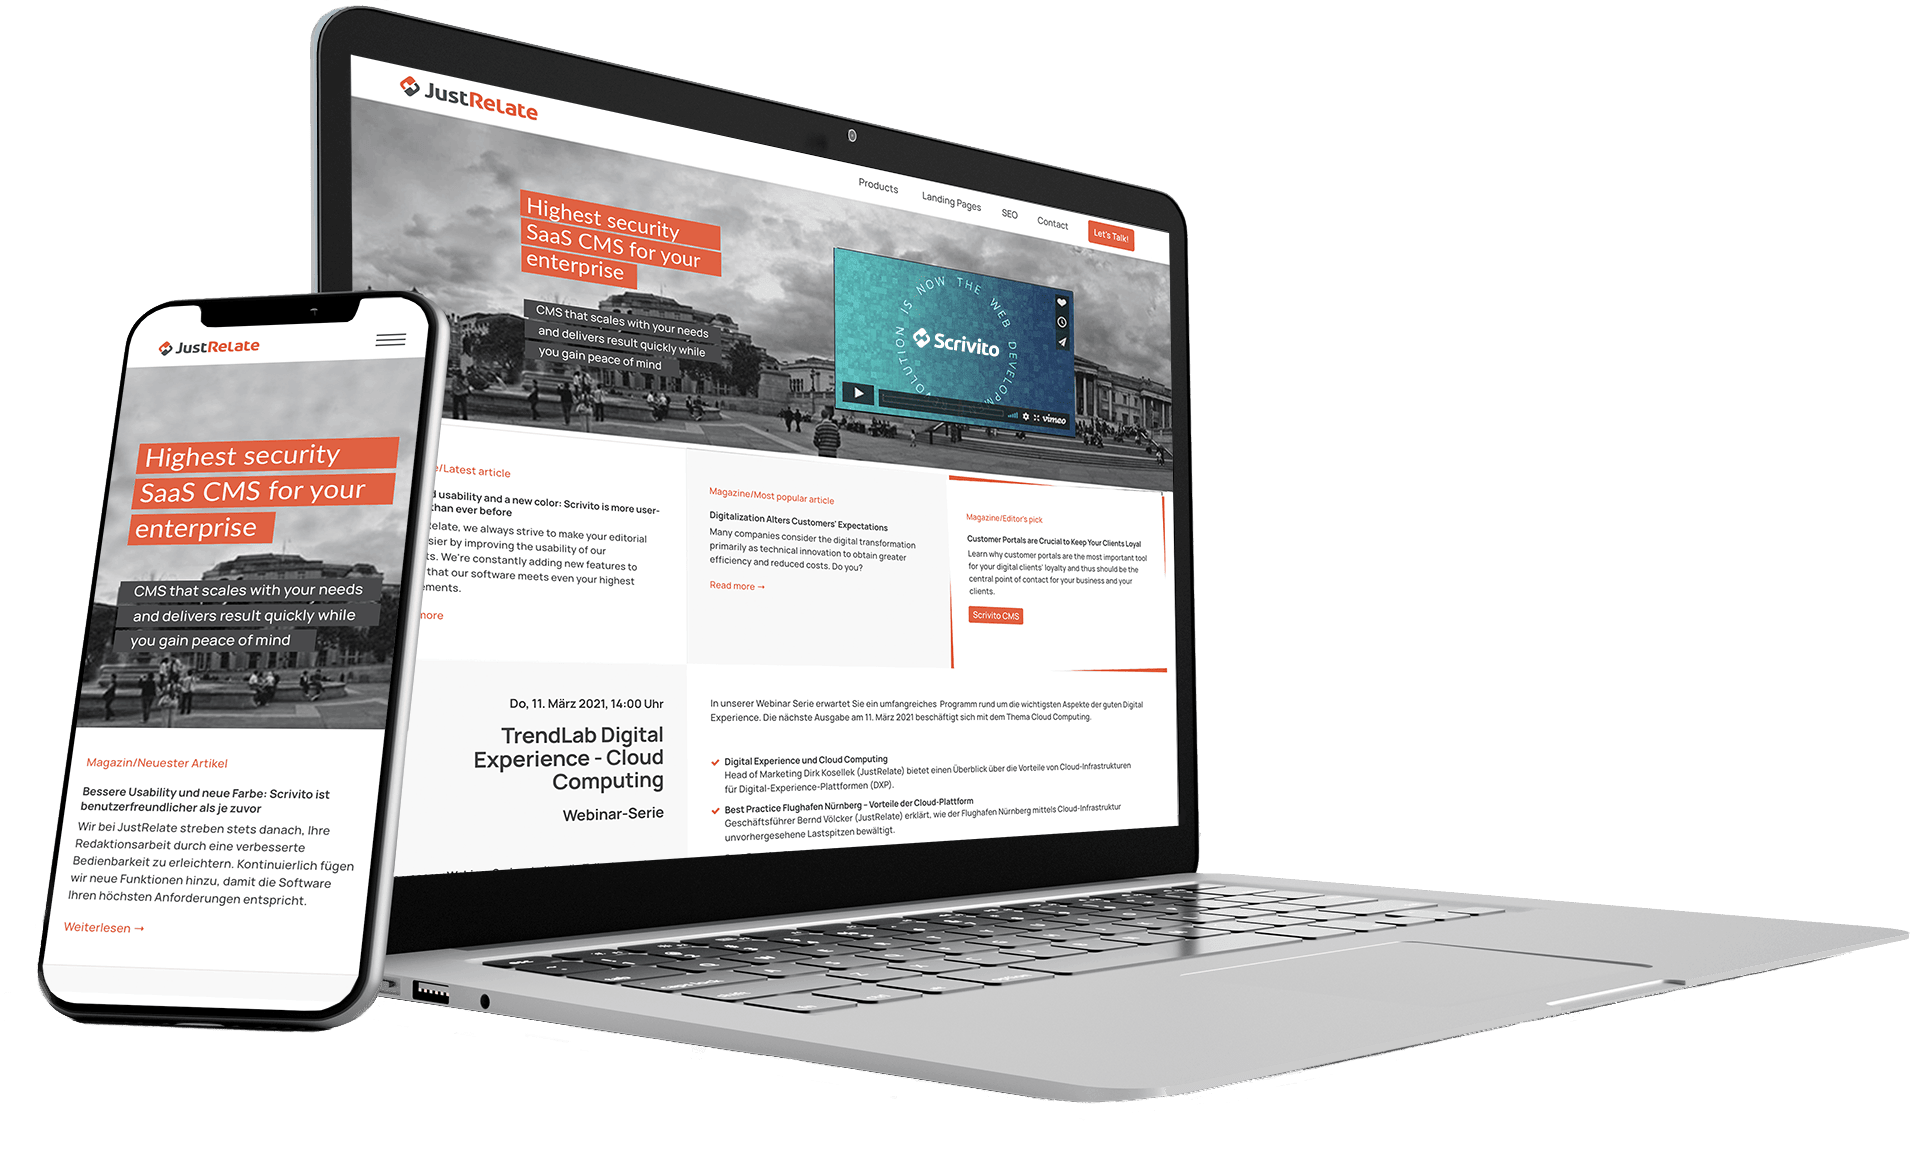 JustReLate
Products
Landing Pages
SEO
Contact
Let's Talk!
Highest security
SaaS CMS for your
enterprise
CMS that scales with your needs
and delivers result quickly while
you gain peace of mind
NOW THE WEB DEVELOPM
OLUTION IS
Scrivito
vimeo
e/Latest article
d usability and a new color: Scrivito is more user-
han ever before
Relate, we always strive to make your editorial
sier by improving the usability of our
ts. We're constantly adding new features to
that our software meets even your highest
ements.
more
Magazine/Most popular article
Digitalization Alters Customers' Expectations
Many companies consider the digital transformation
primarily as technical innovation to obtain greater
efficiency and reduced costs. Do you?
Read more →
Magazine/Editor's pick
Customer Portals are Crucial to Keep Your Clients Loyal
Learn why customer portals are the most important tool
for your digital clients' loyalty and thus should be the
central point of contact for your business and your
clients.
Scrivito CMS
Do, 11. März 2021, 14:00 Uhr
TrendLab Digital
Experience - Cloud
Computing
Webinar-Serie
In unserer Webinar Serie erwartet Sie ein umfangreiches Programm rund um die wichtigsten Aspekte der guten Digital
Experience. Die nächste Ausgabe am 11. März 2021 beschäftigt sich mit dem Thema Cloud Computing.
Digital Experience und Cloud Computing
Head of Marketing Dirk Kosellek (JustRelate) bietet einen Überblick über die Vorteile von Cloud-Infrastrukturen
für Digital-Experience-Plattformen (DXP).
Best Practice Flughafen Nürnberg – Vorteile der Cloud-Plattform
Geschäftsführer Bernd Völcker (JustRelate) erklärt, wie der Flughafen Nürnberg mittels Cloud-Infrastruktur
unvorhergesehene Lastspitzen bewältigt.
JustReLate
Highest security
SaaS CMS for your
enterprise
CMS that scales with your needs
and delivers result quickly while
you gain peace of mind
Magazin/Neuester Artikel
Bessere Usability und neue Farbe: Scrivito ist
benutzerfreundlicher als je zuvor
Wir bei JustRelate streben stets danach, Ihre
Redaktionsarbeit durch eine verbesserte
Bedienbarkeit zu erleichtern. Kontinuierlich fügen
wir neue Funktionen hinzu, damit die Software
Ihren höchsten Anforderungen entspricht.
Weiterlesen →